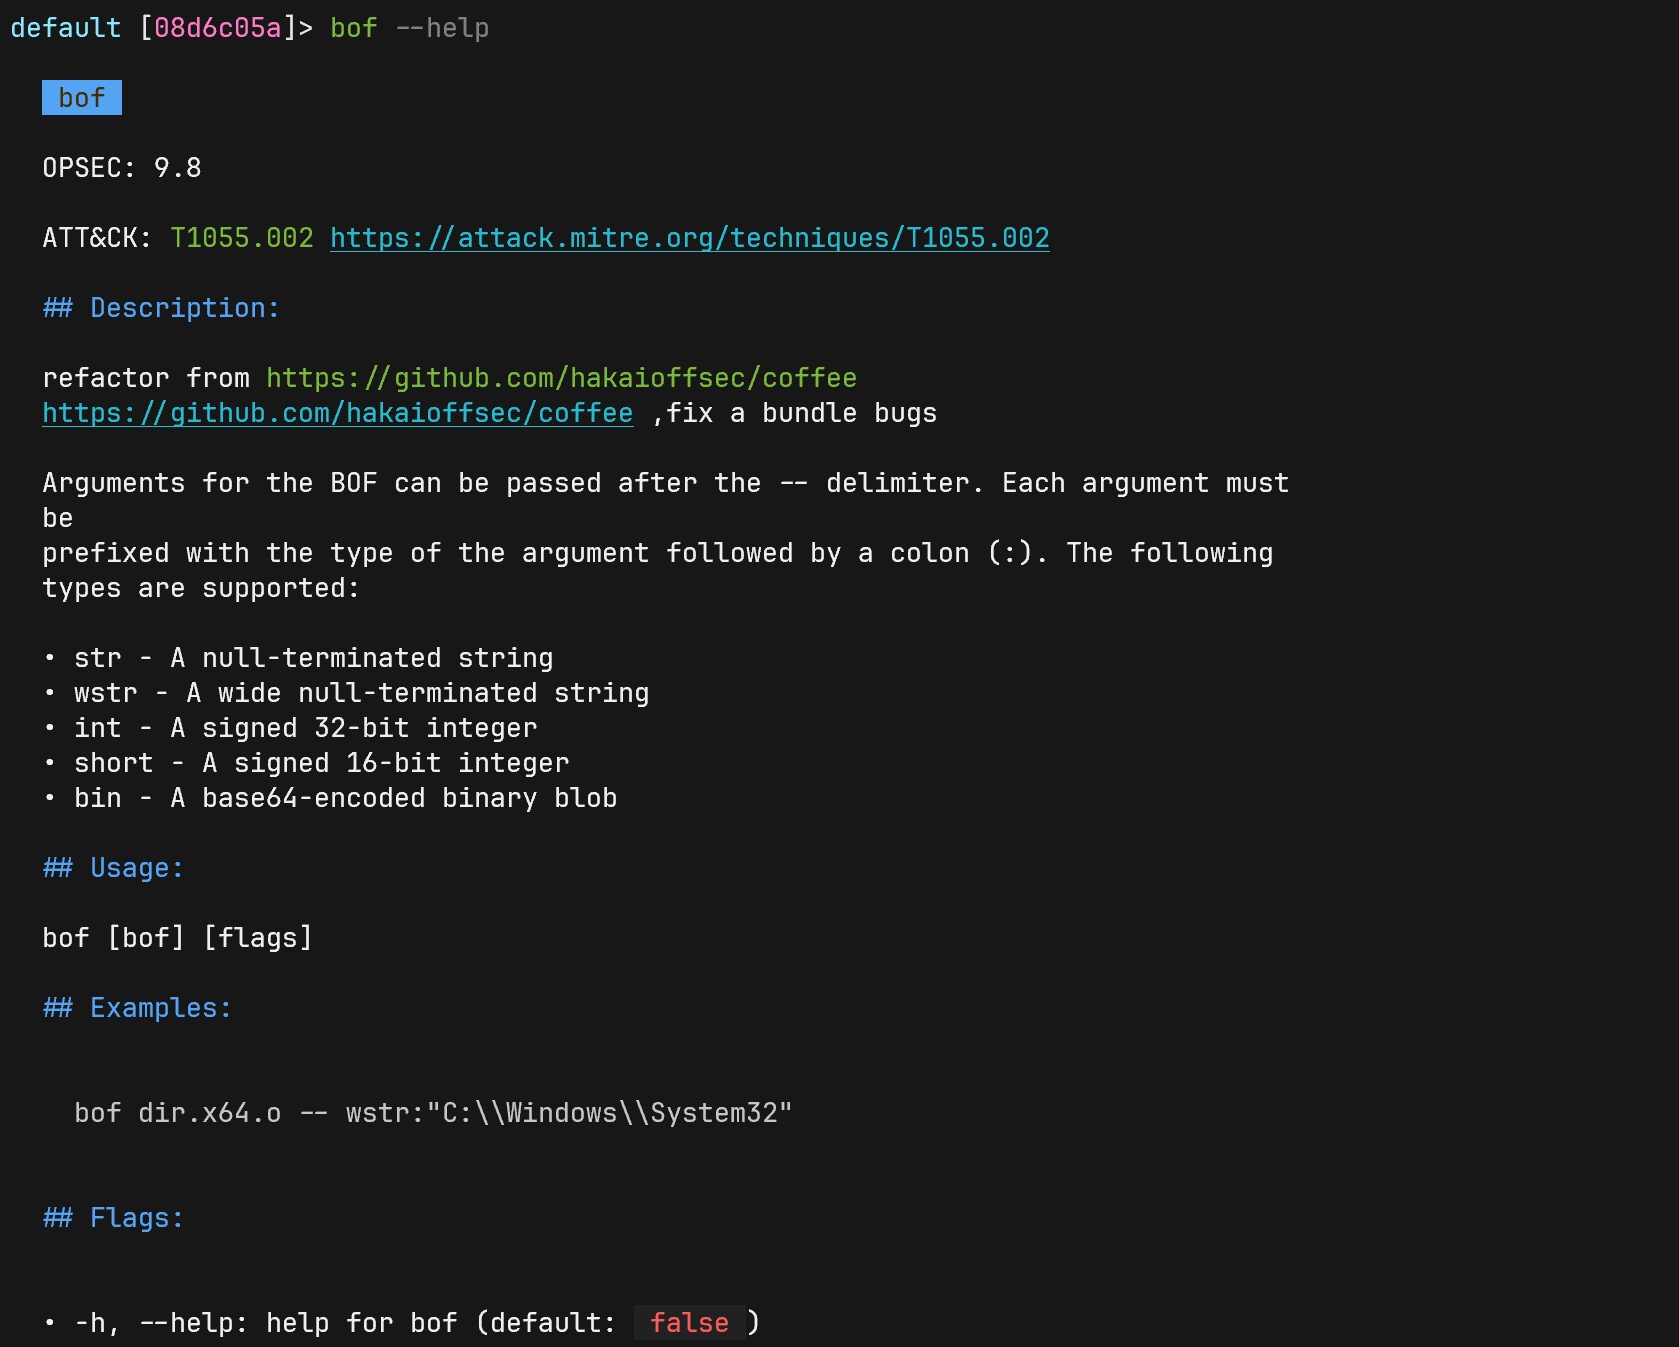 default [08d6c05a]> bof --help
bof
OPSEC: 9.8
ATT&CK: T1055.002 https://attack.mitre.org/techniques/T1055.002
## Description:
refactor from https://github.com/hakaioffsec/coffee
https://github.com/hakaioffsec/coffee ,fix a bundle bugs
Arguments for the BOF can be passed after the -- delimiter. Each argument must
be
prefixed with the type of the argument followed by a colon (:). The following
types are supported:
• str - A null-terminated string
• wstr - A wide null-terminated string
• int - A signed 32-bit integer
• short - A signed 16-bit integer
• bin - A base64-encoded binary blob
## Usage:
bof [bof] [flags]
## Examples:
bof dir.x64.o -- wstr:"C:\\Windows\\System32"
## Flags:
• -h, --help: help for bof (default: false )